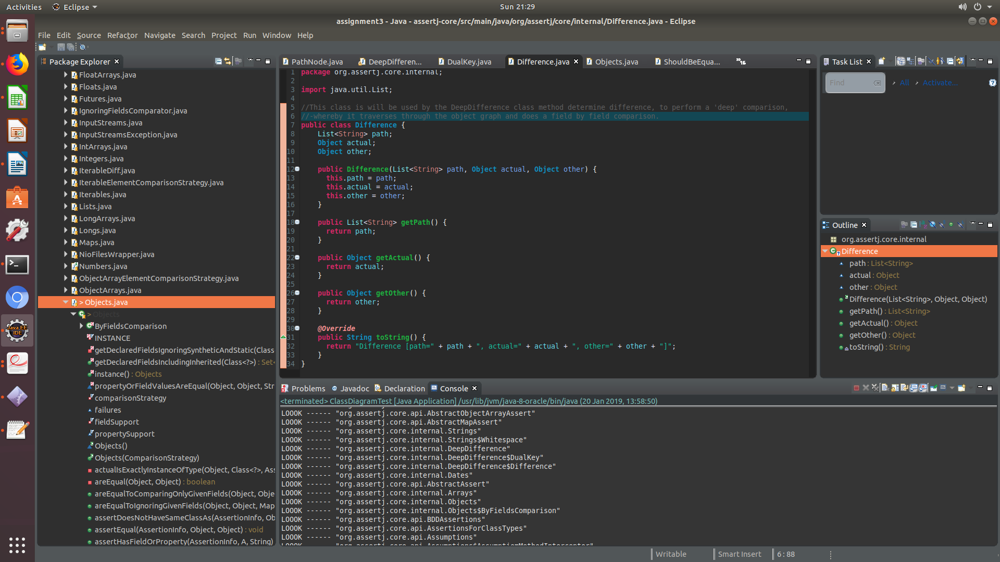 Activities Eclipse Sun 21:29
assignment3 - Java - assertj-core/src/main/java/org/assertj/core/internal/Difference.java - Eclipse
File Edit Source Refactor Navigate Search Project Run Window Help
Package Explorer
FloatArrays.java
Floats.java
Futures.java
IgnoringFieldsComparator.java
InputStreams.java
InputStreamsException.java
IntArrays.java
Integers.java
IterableDiff.java
IterableElementComparisonStrategy.java
Iterables.java
Lists.java
LongArrays.java
Longs.java
Maps.java
NioFilesWrapper.java
Numbers.java
ObjectArrayElementComparisonStrategy.java
ObjectArrays.java
> Objects.java
> Objects
ByFieldsComparison
INSTANCE
getDeclaredFieldsIgnoringSyntheticAndStatic(Class
getDeclaredFieldsIncludingInherited(Class<?>) : Set<
instance() : Objects
propertyOrFieldValuesAreEqual(Object, Object, Str
comparisonStrategy
failures
fieldSupport
propertySupport
Objects()
Objects(ComparisonStrategy)
actualIsExactlyInstanceOfType(Object, Class<?>, Ass
areEqual(Object, Object) : boolean
areEqualToComparingOnlyGivenFields(Object, Obje
areEqualToIgnoringGivenFields(Object, Object, Map
assertDoesNotHaveSameClassAs(AssertionInfo, Ob
assertEqual(AssertionInfo, Object, Object) : void
assertHasFieldOrProperty(AssertionInfo, A, String)
Java EE
IDE
PathNode.java DeepDifferen... DualKey.java Difference.java Objects.java ShouldBeEqua... »16
1 package org.assertj.core.internal;
2
3 import java.util.List;
4
5 //This class is will be used by the DeepDifference class method determine difference, to perform a 'deep' comparison,
6 //-whereby it traverses through the object graph and does a field by field comparison.
7 public class Difference {
8 List<String> path;
9 Object actual;
10 Object other;
11
12 public Difference(List<String> path, Object actual, Object other) {
13 this.path = path;
14 this.actual = actual;
15 this.other = other;
16 }
17
18 public List<String> getPath() {
19 return path;
20 }
21
22 public Object getActual() {
23 return actual;
24 }
25
26 public Object getOther() {
27 return other;
28 }
29
30 @Override
31 public String toString() {
32 return "Difference [path=" + path + ", actual=" + actual + ", other=" + other + "]";
33 }
34 }
Task List
Find All Activate...
Outline
org.assertj.core.internal
Difference
path : List<String>
actual : Object
other : Object
Difference(List<String>, Object, Object)
getPath() : List<String>
getActual() : Object
getOther() : Object
toString() : String
Problems Javadoc Declaration Console
<terminated> ClassDiagramTest [Java Application] /usr/lib/jvm/java-8-oracle/bin/java (20 Jan 2019, 13:58:50)
LOOOK ------ "org.assertj.core.api.AbstractObjectArrayAssert"
LOOOK ------ "org.assertj.core.api.AbstractMapAssert"
LOOOK ------ "org.assertj.core.internal.Strings"
LOOOK ------ "org.assertj.core.internal.Strings$Whitespace"
LOOOK ------ "org.assertj.core.internal.DeepDifference"
LOOOK ------ "org.assertj.core.internal.DeepDifference$DualKey"
LOOOK ------ "org.assertj.core.internal.DeepDifference$Difference"
LOOOK ------ "org.assertj.core.internal.Dates"
LOOOK ------ "org.assertj.core.api.AbstractAssert"
LOOOK ------ "org.assertj.core.internal.Arrays"
LOOOK ------ "org.assertj.core.internal.Objects"
LOOOK ------ "org.assertj.core.internal.Objects$ByFieldsComparison"
LOOOK ------ "org.assertj.core.api.BDDAssertions"
LOOOK ------ "org.assertj.core.api.AssertionsForClassTypes"
LOOOK ------ "org.assertj.core.api.Assumptions"
LOOOK ------ "org.assertj.core.api.Assumptions$AssumptionMethodInterceptor"
Writable Smart Insert 6 : 88